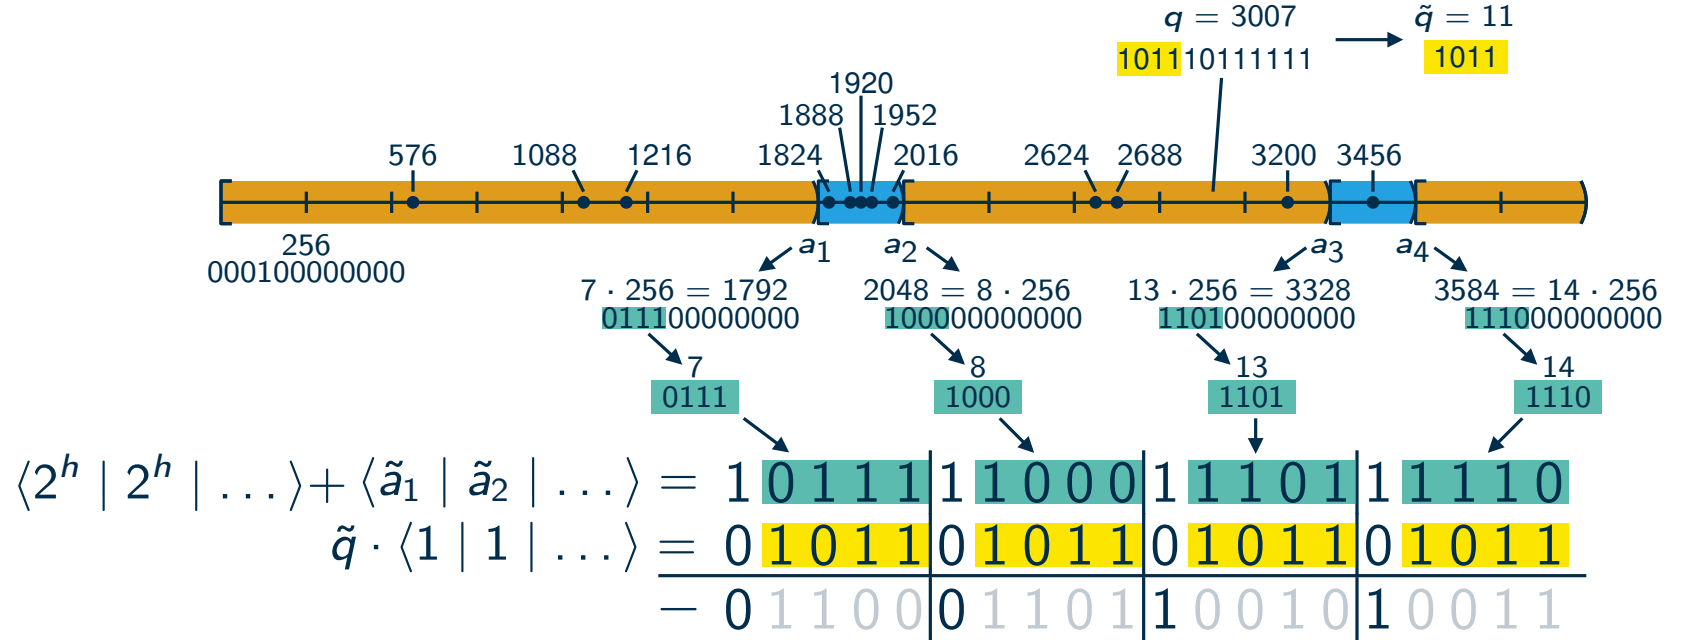 q = 3007
q̃ = 11
101110111111
1011
1920
1888 1952
576 1088 1216 1824 2016 2624 2688 3200 3456
256
000100000000
a₁ a₂ a₃ a₄
7 · 256 = 1792 2048 = 8 · 256 13 · 256 = 3328 3584 = 14 · 256
011100000000 100000000000 110100000000 111000000000
7 8 13 14
0111 1000 1101 1110
⟨2ʰ | 2ʰ | …⟩+⟨ã₁ | ã₂ | …⟩ = 1 0 1 1 1 | 1 1 0 0 0 | 1 1 1 0 1 | 1 1 1 1 0
q̃ · ⟨1 | 1 | …⟩ = 0 1 0 1 1 | 0 1 0 1 1 | 0 1 0 1 1 | 0 1 0 1 1
− 0 1 1 0 0 | 0 1 1 0 1 | 1 0 0 1 0 | 1 0 0 1 1